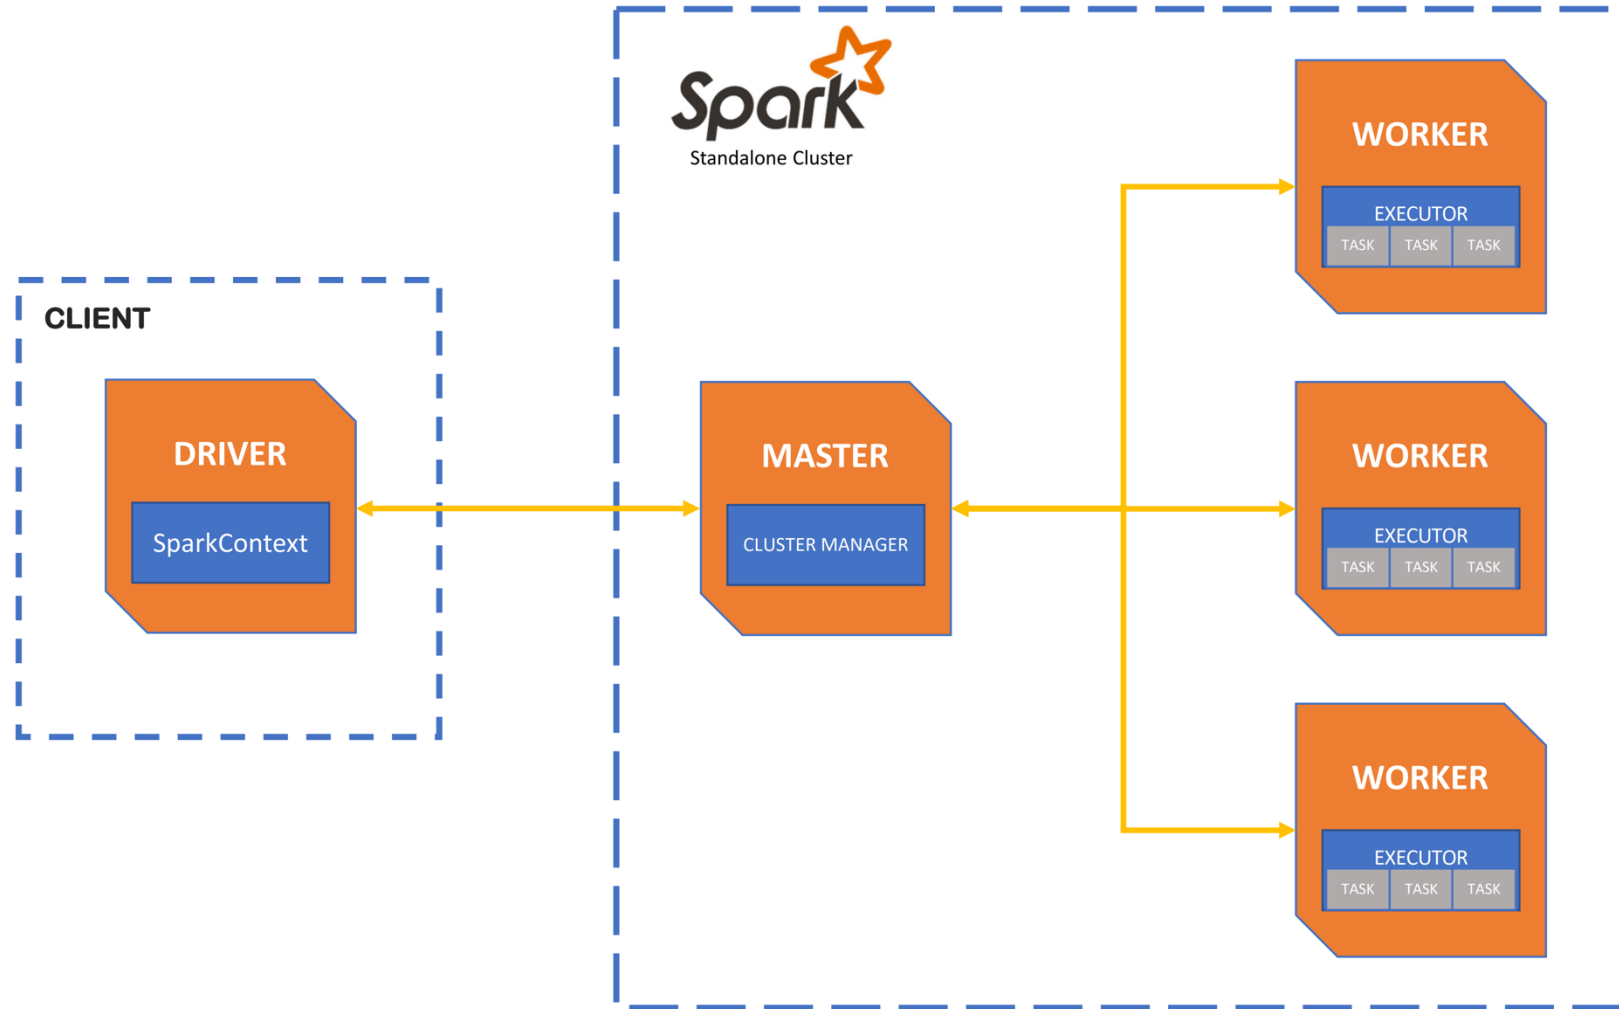 Spark
Standalone Cluster
CLIENT
DRIVER
SparkContext
MASTER
CLUSTER MANAGER
WORKER
EXECUTOR
TASK TASK TASK
WORKER
EXECUTOR
TASK TASK TASK
WORKER
EXECUTOR
TASK TASK TASK